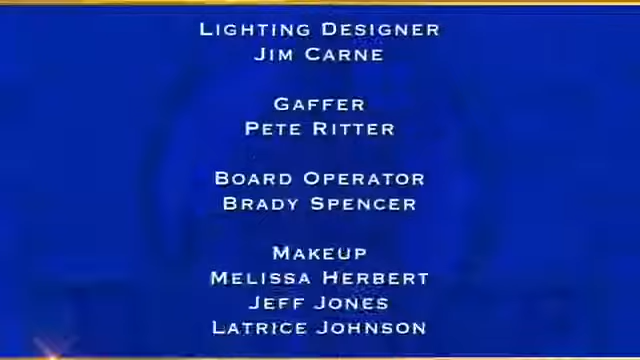 LIGHTING DESIGNER
JIM CARNE
GAFFER
PETE RITTER
BOARD OPERATOR
BRADY SPENCER
MAKEUP
MELISSA HERBERT
JEFF JONES
LATRICE JOHNSON